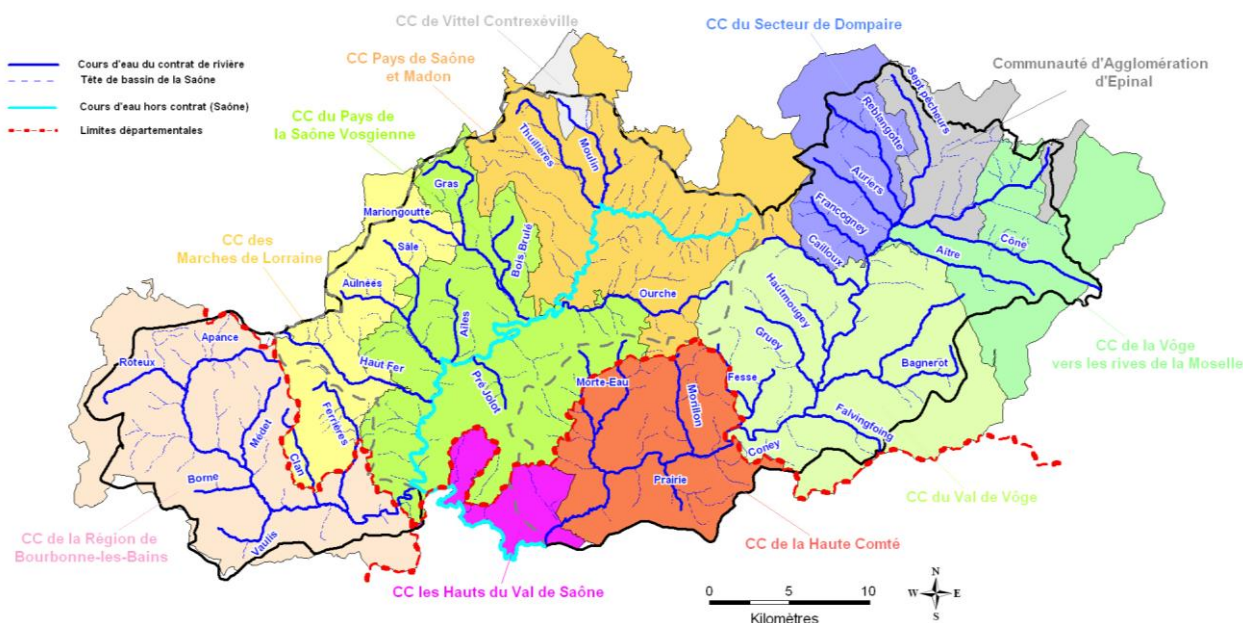 CC de Vittel Contrexéville
CC du Secteur de Dompaire
CC Pays de Saône
et Madon
Communauté d'Agglomération
d'Epinal
Cours d'eau du contrat de rivière
Tête de bassin de la Saône
Cours d'eau hors contrat (Saône)
Limites départementales
CC du Pays de
la Saône Vosgienne
CC des
Marches de Lorraine
Sept pêcheurs
Reblangotte
Auriers
Francogney
Cailloux
Thuillères
Moulin
Gras
Mariongoutte
Bois Brûlé
Sâle
Aulnées
Ailes
Ourche
Cône
Aitre
Hautmougey
Gruey
Bagnerot
Apance
Roteux
Haut Fer
Pré Jolot
Morte-Eau
Morillon
Fesse
Falvingfoing
Coney
Médet
Ferrières
Clan
Borne
Vaulis
Prairie
CC de la Vôge
vers les rives de la Moselle
CC du Val de Vôge
CC de la Région de
Bourbonne-les-Bains
CC de la Haute Comté
CC les Hauts du Val de Saône
0 5 10
Kilomètres
N
W E
S